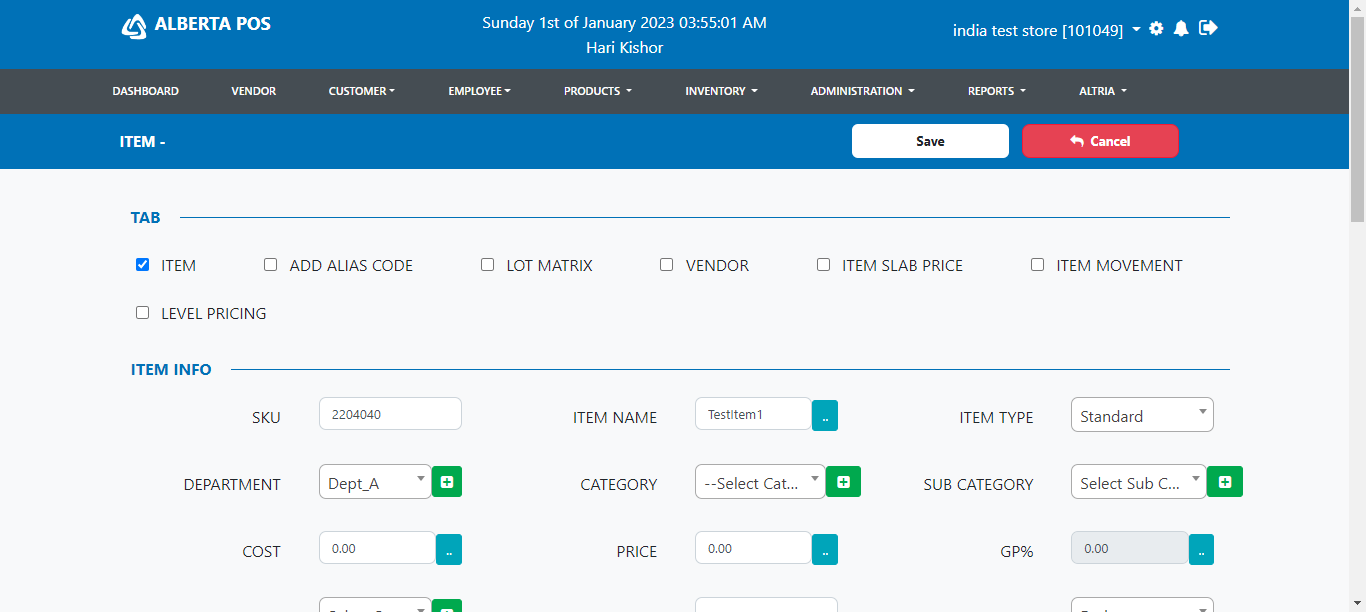 ALBERTA POS
Sunday 1st of January 2023 03:55:01 AM
Hari Kishor
india test store [101049]
DASHBOARD VENDOR CUSTOMER EMPLOYEE PRODUCTS INVENTORY ADMINISTRATION REPORTS ALTRIA
ITEM - Save Cancel
TAB
ITEM ADD ALIAS CODE LOT MATRIX VENDOR ITEM SLAB PRICE ITEM MOVEMENT
LEVEL PRICING
ITEM INFO
SKU 2204040 ITEM NAME TestItem1 .. ITEM TYPE Standard
DEPARTMENT Dept_A CATEGORY --Select Cat... SUB CATEGORY Select Sub C...
COST 0.00 .. PRICE 0.00 .. GP% 0.00 ..